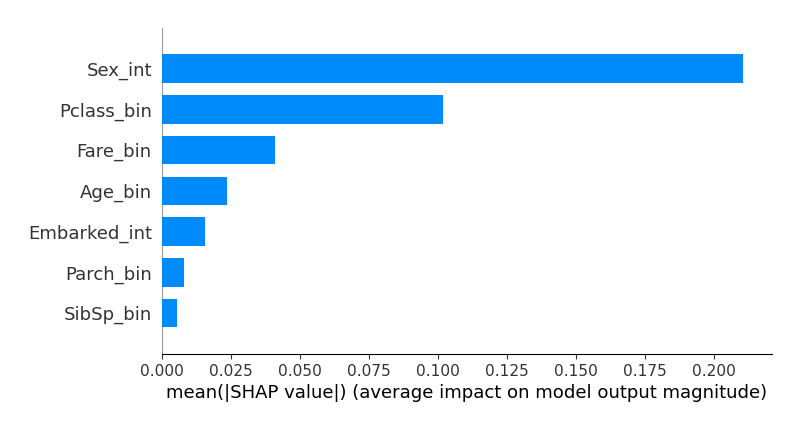 Sex_int
Pclass_bin
Fare_bin
Age_bin
Embarked_int
Parch_bin
SibSp_bin
0.000 0.025 0.050 0.075 0.100 0.125 0.150 0.175 0.200
mean(|SHAP value|) (average impact on model output magnitude)